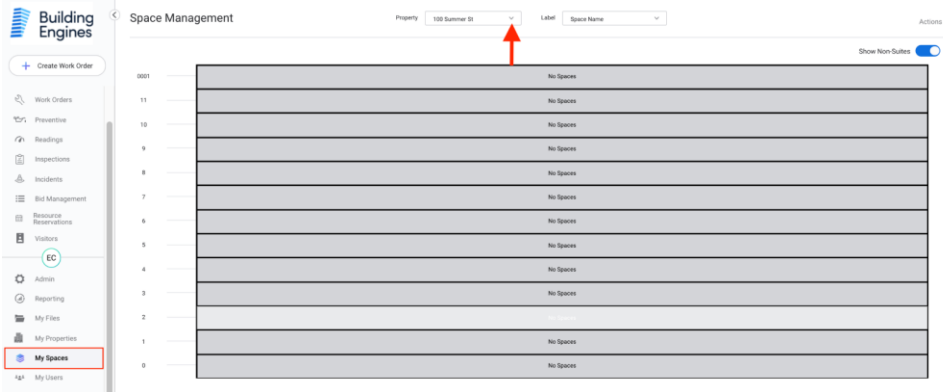 Building
Engines
Space Management
Property 100 Summer St Label Space Name
Actions
Show Non-Suites
+ Create Work Order
Work Orders
Preventive
Readings
Inspections
Incidents
Bid Management
Resource
Reservations
Visitors
EC
Admin
Reporting
My Files
My Properties
My Spaces
My Users
0001 No Spaces
11 No Spaces
10 No Spaces
9 No Spaces
8 No Spaces
7 No Spaces
6 No Spaces
5 No Spaces
4 No Spaces
3 No Spaces
2 No Spaces
1 No Spaces
0 No Spaces